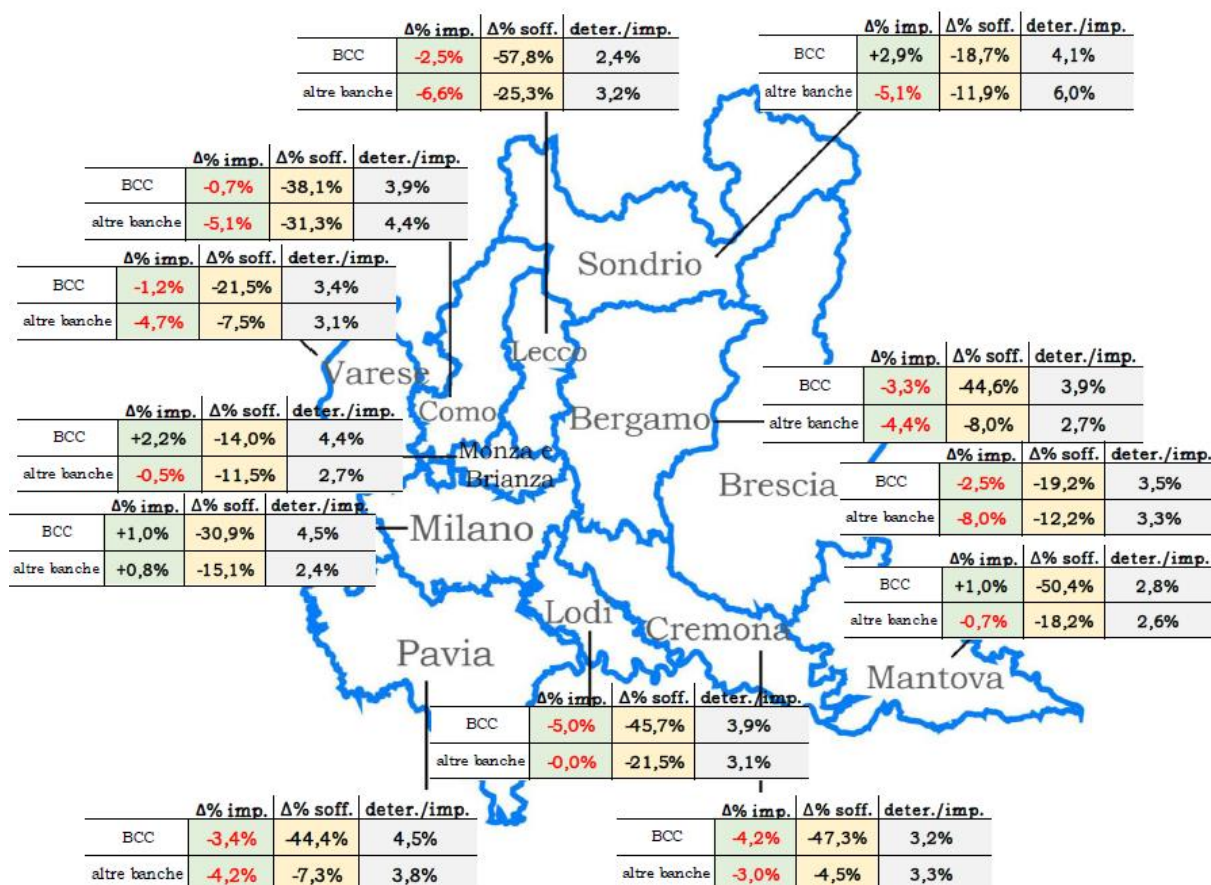 Δ% imp. Δ% soff. deter./imp.
BCC -2,5% -57,8% 2,4%
altre banche -6,6% -25,3% 3,2%
Δ% imp. Δ% soff. deter./imp.
BCC +2,9% -18,7% 4,1%
altre banche -5,1% -11,9% 6,0%
Δ% imp. Δ% soff. deter./imp.
BCC -0,7% -38,1% 3,9%
altre banche -5,1% -31,3% 4,4%
Δ% imp. Δ% soff. deter./imp.
BCC -1,2% -21,5% 3,4%
altre banche -4,7% -7,5% 3,1%
Sondrio
Lecco
Varese
Como
Bergamo
Δ% imp. Δ% soff. deter./imp.
BCC -3,3% -44,6% 3,9%
altre banche -4,4% -8,0% 2,7%
Δ% imp. Δ% soff. deter./imp.
BCC +2,2% -14,0% 4,4%
altre banche -0,5% -11,5% 2,7%
Monza e
Brianza
Brescia
Δ% imp. Δ% soff. deter./imp.
BCC -2,5% -19,2% 3,5%
altre banche -8,0% -12,2% 3,3%
Δ% imp. Δ% soff. deter./imp.
BCC +1,0% -30,9% 4,5%
altre banche +0,8% -15,1% 2,4%
Milano
Δ% imp. Δ% soff. deter./imp.
BCC +1,0% -50,4% 2,8%
altre banche -0,7% -18,2% 2,6%
Lodi
Cremona
Pavia
Mantova
Δ% imp. Δ% soff. deter./imp.
BCC -5,0% -45,7% 3,9%
altre banche -0,0% -21,5% 3,1%
Δ% imp. Δ% soff. deter./imp.
BCC -3,4% -44,4% 4,5%
altre banche -4,2% -7,3% 3,8%
Δ% imp. Δ% soff. deter./imp.
BCC -4,2% -47,3% 3,2%
altre banche -3,0% -4,5% 3,3%